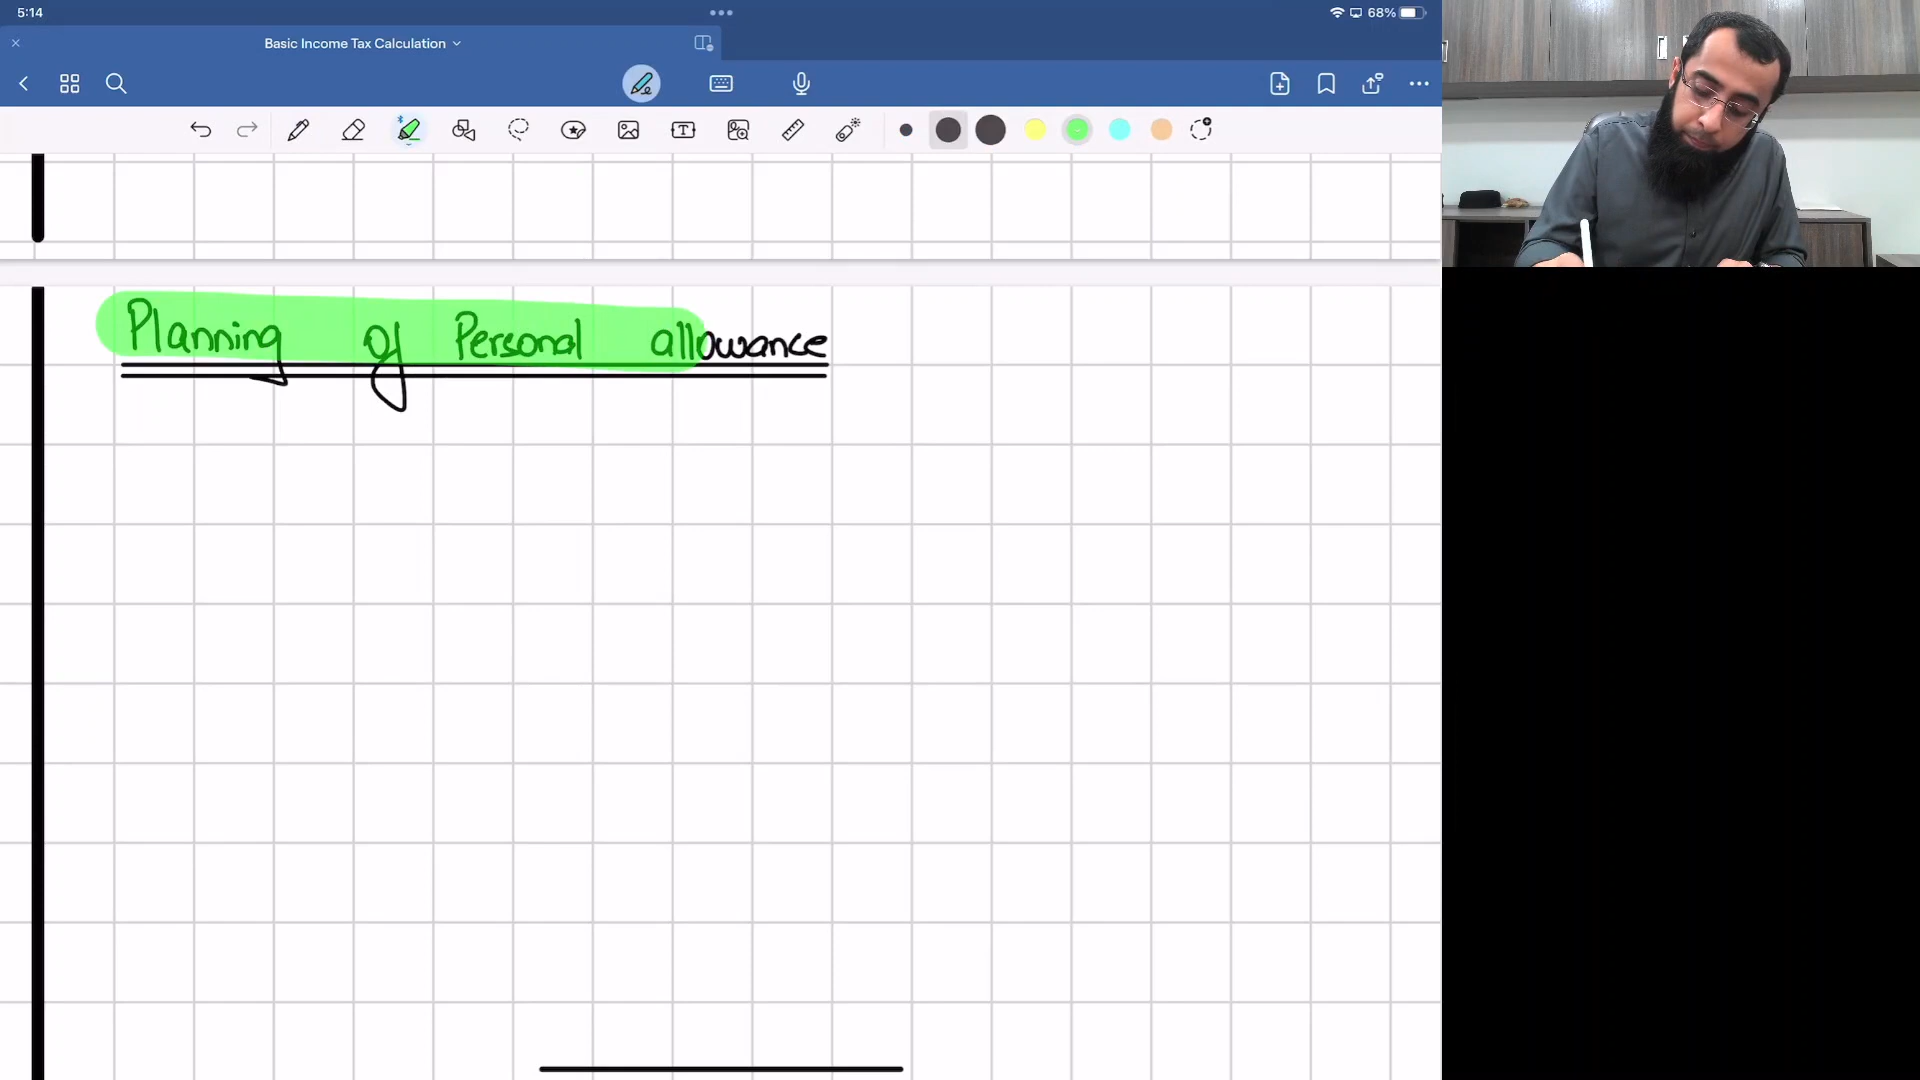 5:14
68%
Basic Income Tax Calculation
Planning of Personal allowance